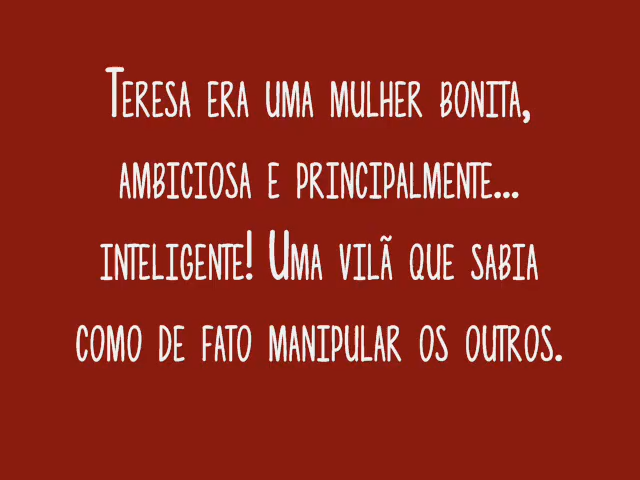 Teresa era uma mulher bonita,
ambiciosa e principalmente...
inteligente! Uma vilã que sabia
como de fato manipular os outros.